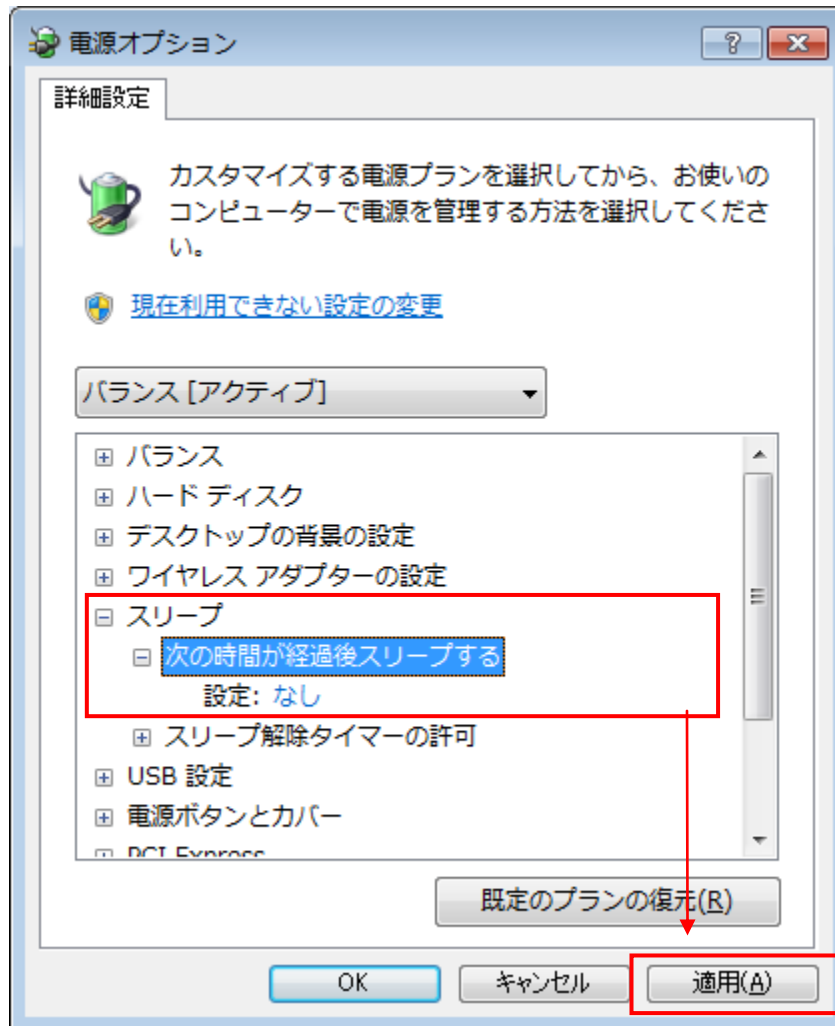 電源オプション
詳細設定
カスタマイズする電源プランを選択してから、お使いの
コンピューターで電源を管理する方法を選択してくださ
い。
現在利用できない設定の変更
バランス [アクティブ]
バランス
ハード ディスク
デスクトップの背景の設定
ワイヤレス アダプターの設定
スリープ
次の時間が経過後スリープする
設定: なし
スリープ解除タイマーの許可
USB 設定
電源ボタンとカバー
PCI Express
既定のプランの復元(R)
OK キャンセル 適用(A)